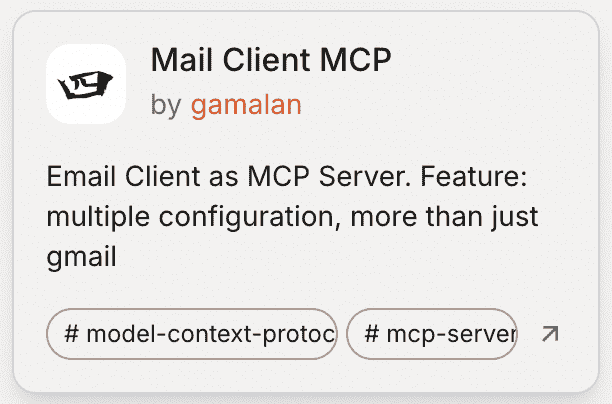 Mail Client MCP
by gamalan
Email Client as MCP Server. Feature:
multiple configuration, more than just
gmail
# model-context-protoc
# mcp-server